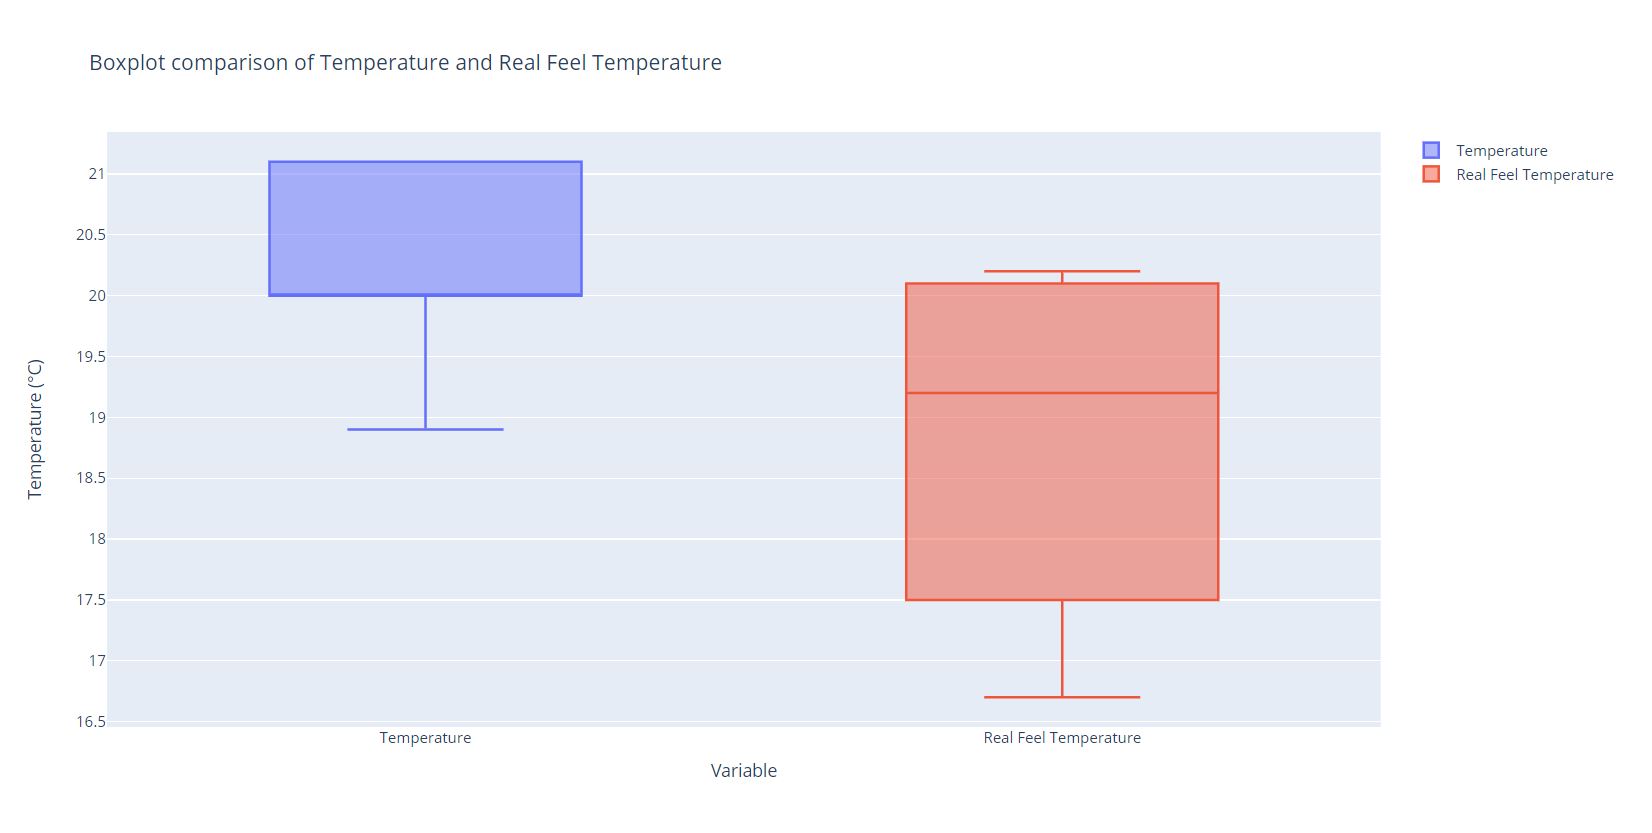 Boxplot comparison of Temperature and Real Feel Temperature
Temperature
Real Feel Temperature
21
20.5
20
19.5
19
18.5
18
17.5
17
16.5
Temperature (°C)
Temperature
Real Feel Temperature
Variable